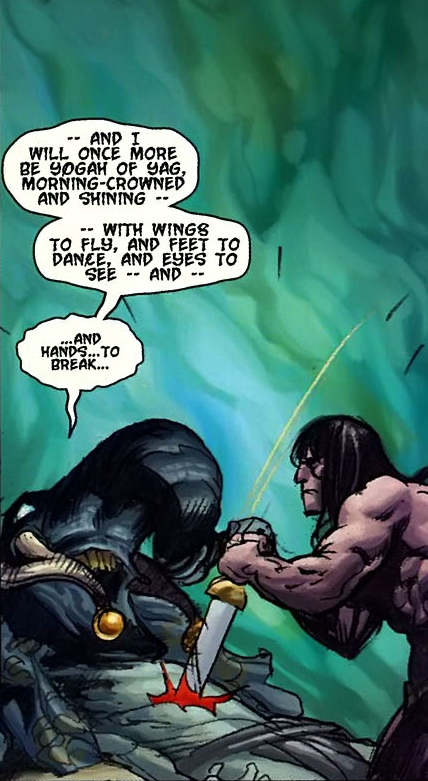 -- AND I
WILL ONCE MORE
BE YOGAH OF YAG,
MORNING-CROWNED
AND SHINING --
-- WITH WINGS
TO FLY, AND FEET TO
DANCE, AND EYES TO
SEE -- AND --
...AND
HANDS...TO
BREAK...